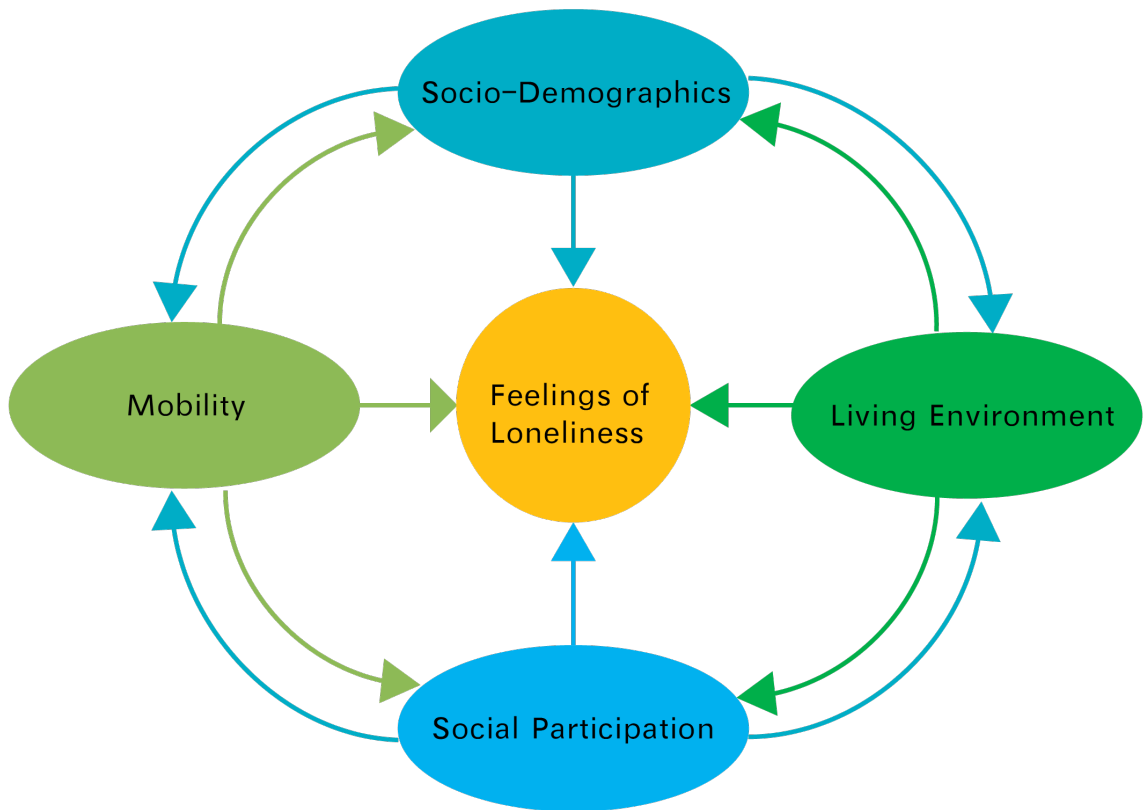 Socio-Demographics
Mobility
Feelings of
Loneliness
Living Environment
Social Participation